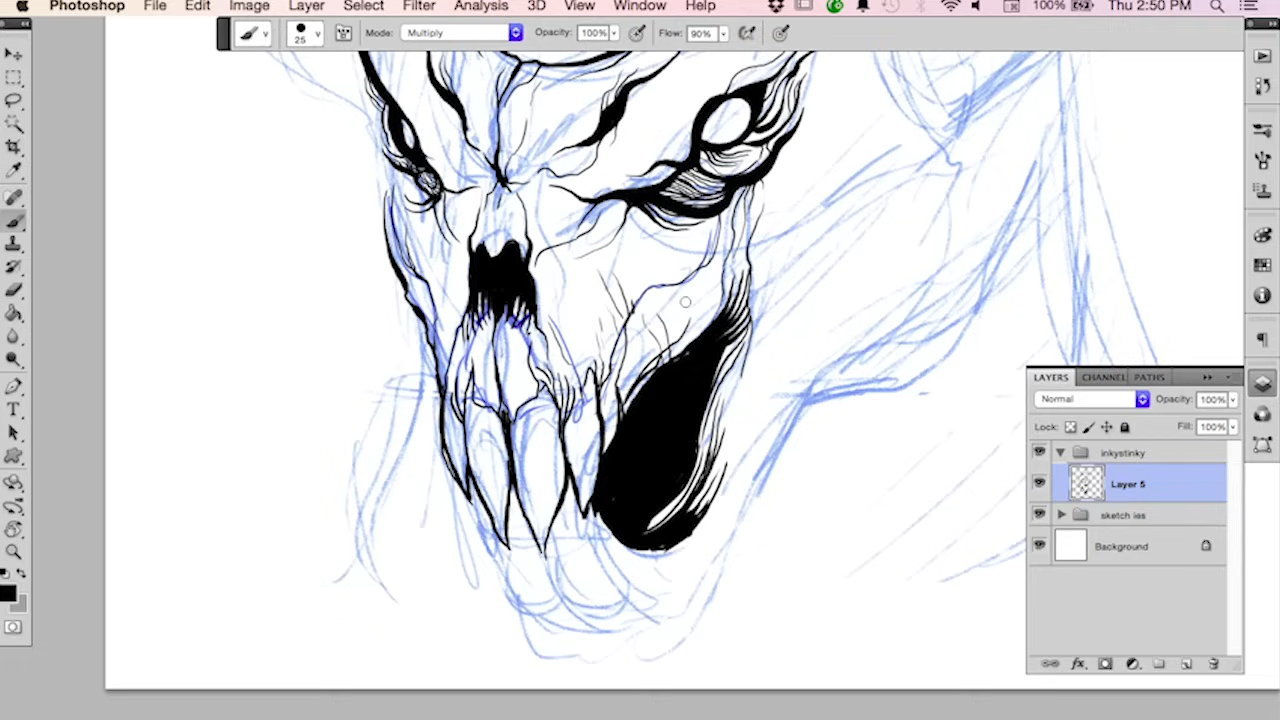 Photoshop File Edit Image Layer Select Filter Analysis 3D View Window Help 100% Thu 2:50 PM
25 Mode: Multiply Opacity: 100% Flow: 90%
LAYERS CHANNEL PATHS
Normal Opacity: 100%
Lock: Fill: 100%
inkystinky
Layer 5
sketch ies
Background